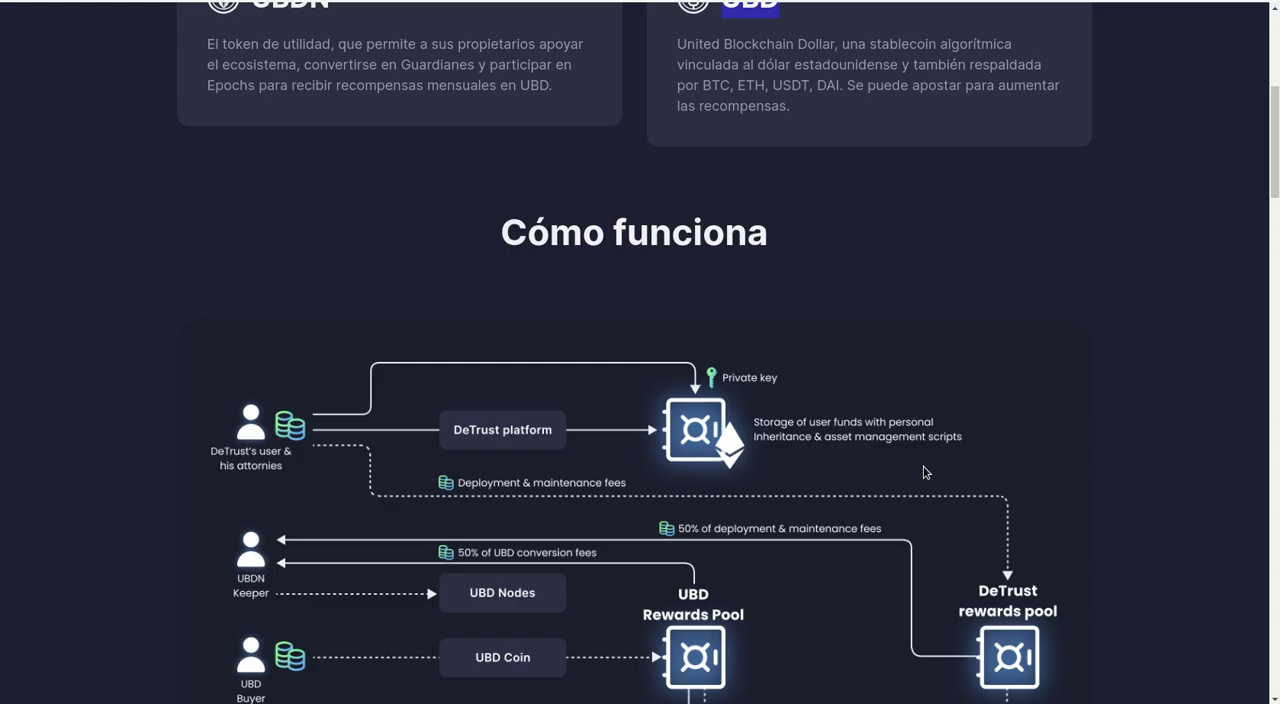 UBDN
UBD
El token de utilidad, que permite a sus propietarios apoyar
el ecosistema, convertirse en Guardianes y participar en
Epochs para recibir recompensas mensuales en UBD.
United Blockchain Dollar, una stablecoin algorítmica
vinculada al dólar estadounidense y también respaldada
por BTC, ETH, USDT, DAI. Se puede apostar para aumentar
las recompensas.
Cómo funciona
Private key
DeTrust platform
Storage of user funds with personal
Inheritance & asset management scripts
DeTrust's user &
his attornies
Deployment & maintenance fees
50% of deployment & maintenance fees
50% of UBD conversion fees
UBDN
Keeper
UBD Nodes
UBD
Rewards Pool
DeTrust
rewards pool
UBD Coin
UBD
Buyer